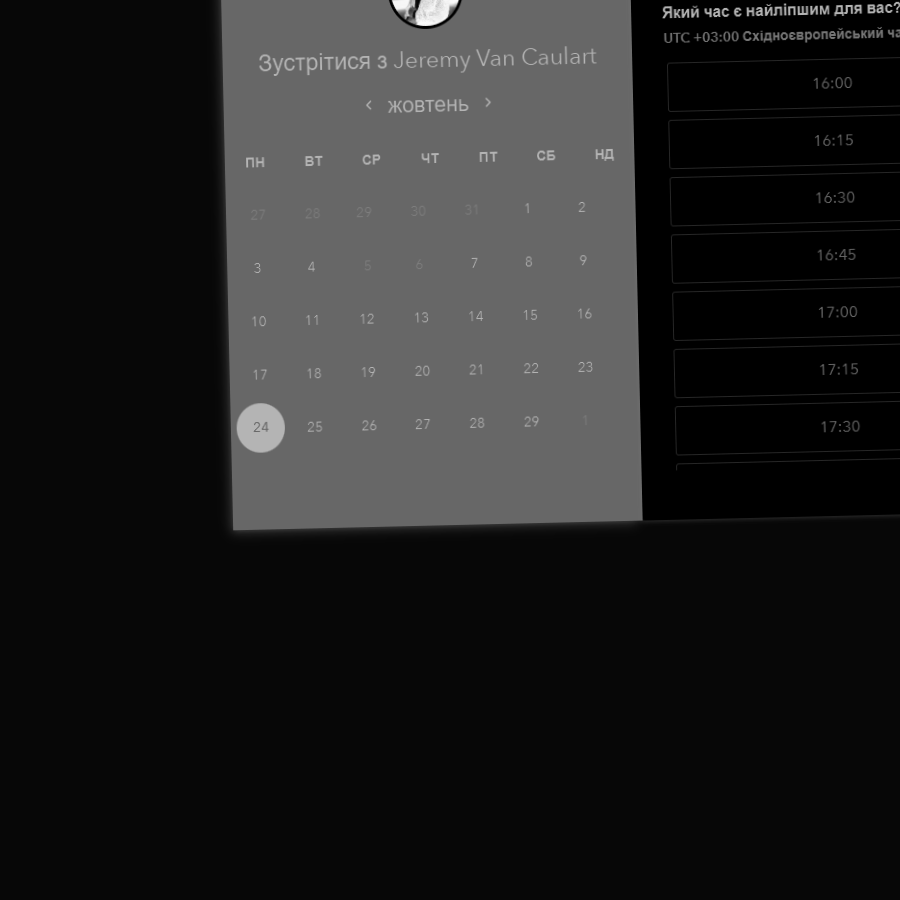 Зустрітися з Jeremy Van Caulart
‹ жовтень ›
ПН ВТ СР ЧТ ПТ СБ НД
27 28 29 30 31 1 2
3 4 5 6 7 8 9
10 11 12 13 14 15 16
17 18 19 20 21 22 23
24 25 26 27 28 29 1
Який час є найліпшим для вас?
UTC +03:00 Східноєвропейський
16:00
16:15
16:30
16:45
17:00
17:15
17:30